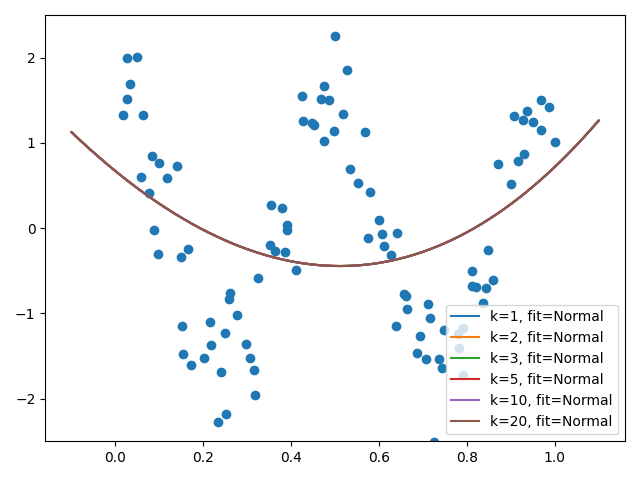 2
1
0
−1
−2
0.0 0.2 0.4 0.6 0.8 1.0
k=1, fit=Normal
k=2, fit=Normal
k=3, fit=Normal
k=5, fit=Normal
k=10, fit=Normal
k=20, fit=Normal